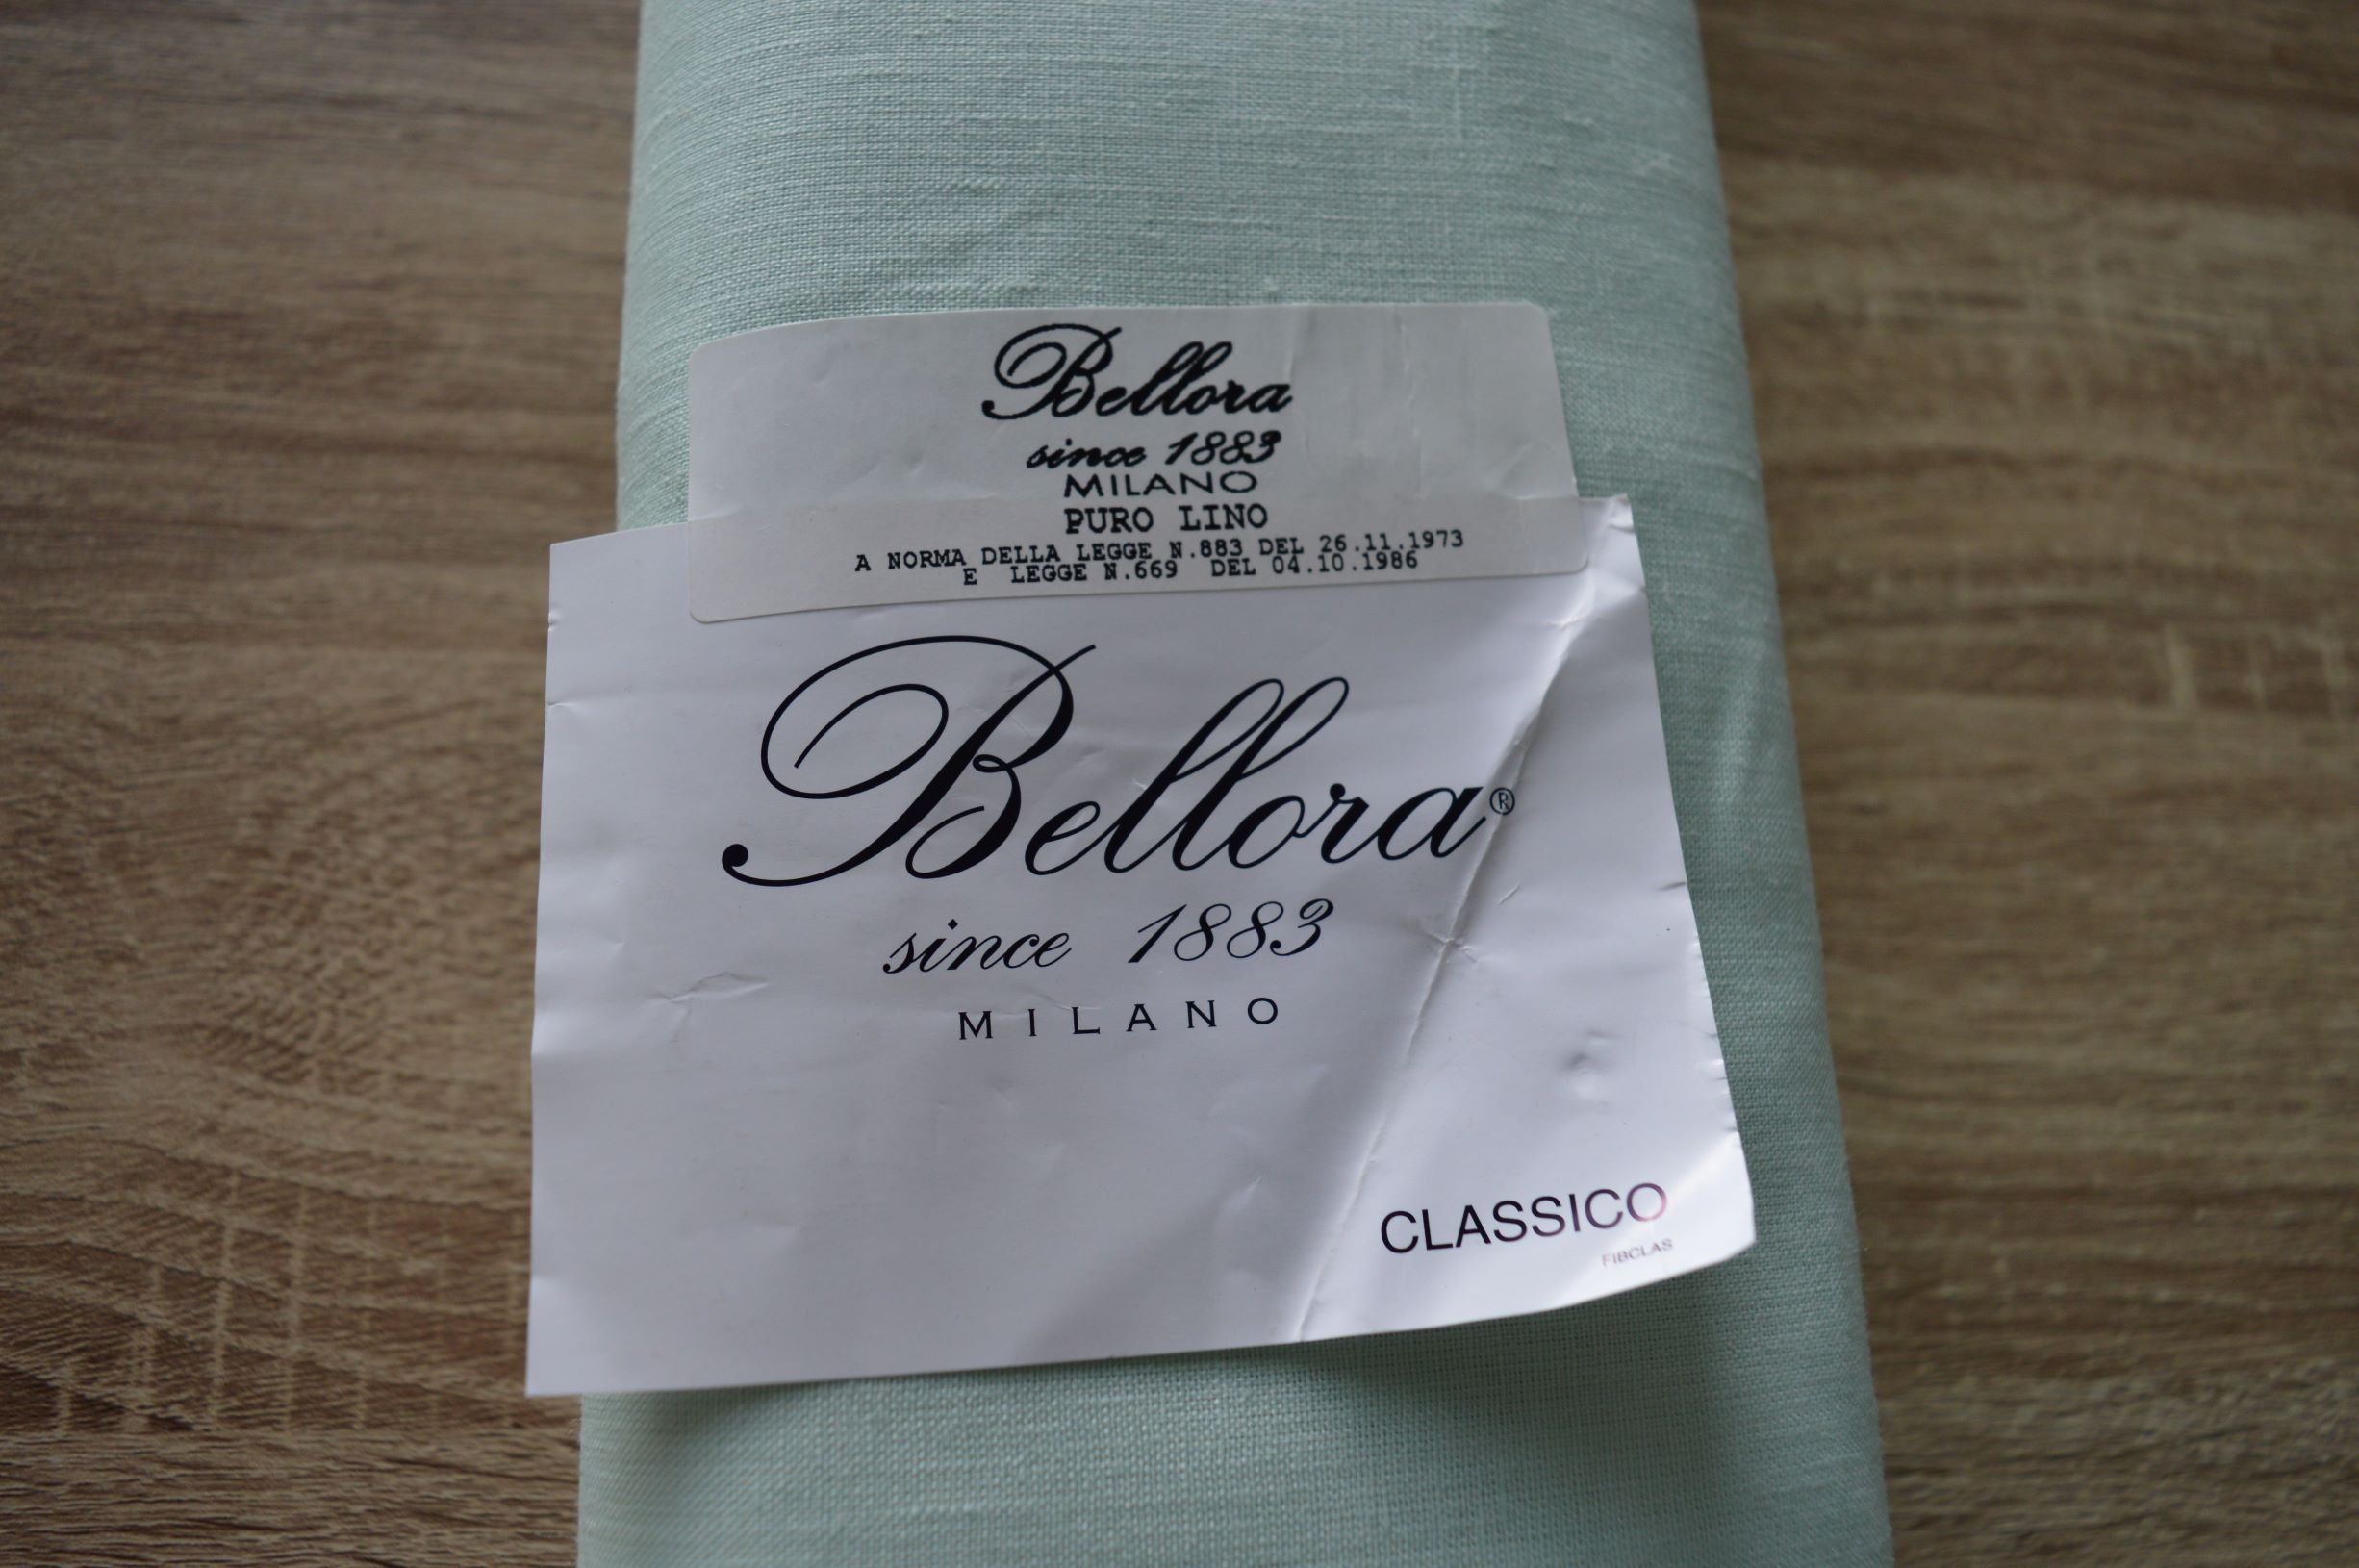 Bellora
since 1883
MILANO
PURO LINO
A NORMA DELLA LEGGE N.883 DEL 26.11.1973
E LEGGE N.669 DEL 04.10.1986
Bellora®
since 1883
MILANO
CLASSICO
FIBCLAS